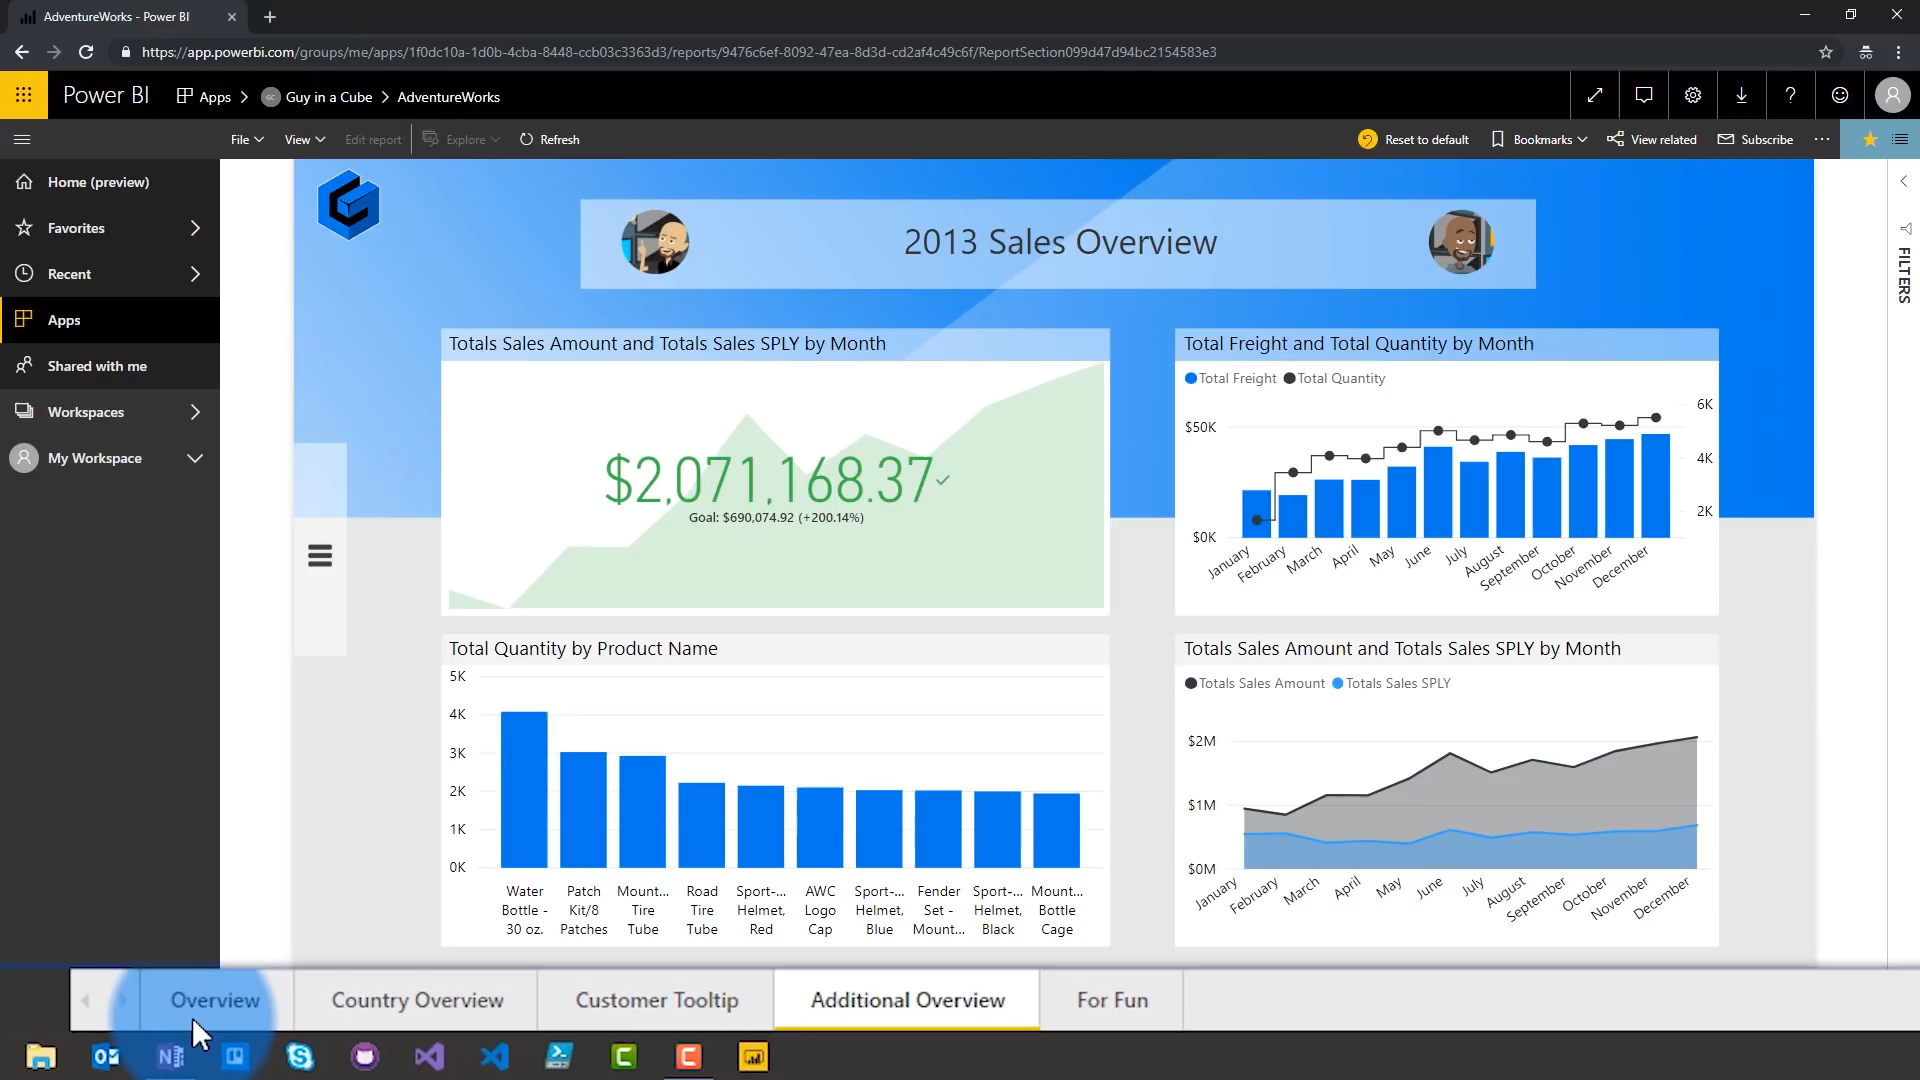 AdventureWorks - Power BI
https://app.powerbi.com/groups/me/apps/1f0dc10a-1d0b-4cba-8448-ccb03c3363d3/reports/9476c6ef-8092-47ea-8d3d-cd2af4c49c6f/ReportSection099d47d94bc2154583e3
Power BI Apps GC Guy in a Cube AdventureWorks ?
File View Edit report Explore Refresh Reset to default Bookmarks View related Subscribe
Home (preview)
Favorites
Recent
Apps
Shared with me
Workspaces
My Workspace
FILTERS
2013 Sales Overview
Totals Sales Amount and Totals Sales SPLY by Month
$2,071,168.37
Goal: $690,074.92 (+200.14%)
Total Freight and Total Quantity by Month
Total Freight Total Quantity
6K
$50K
4K
2K
$0K
January February March April May June July August September October November December
Total Quantity by Product Name
5K
4K
3K
2K
1K
0K
Water Bottle - 30 oz.
Patch Kit/8 Patches
Mount... Tire Tube
Road Tire Tube
Sport-... Helmet, Red
AWC Logo Cap
Sport-... Helmet, Blue
Fender Set - Mount...
Sport-... Helmet, Black
Mount... Bottle Cage
Totals Sales Amount and Totals Sales SPLY by Month
Totals Sales Amount Totals Sales SPLY
$2M
$1M
$0M
January February March April May June July August September October November December
Overview Country Overview Customer Tooltip Additional Overview For Fun